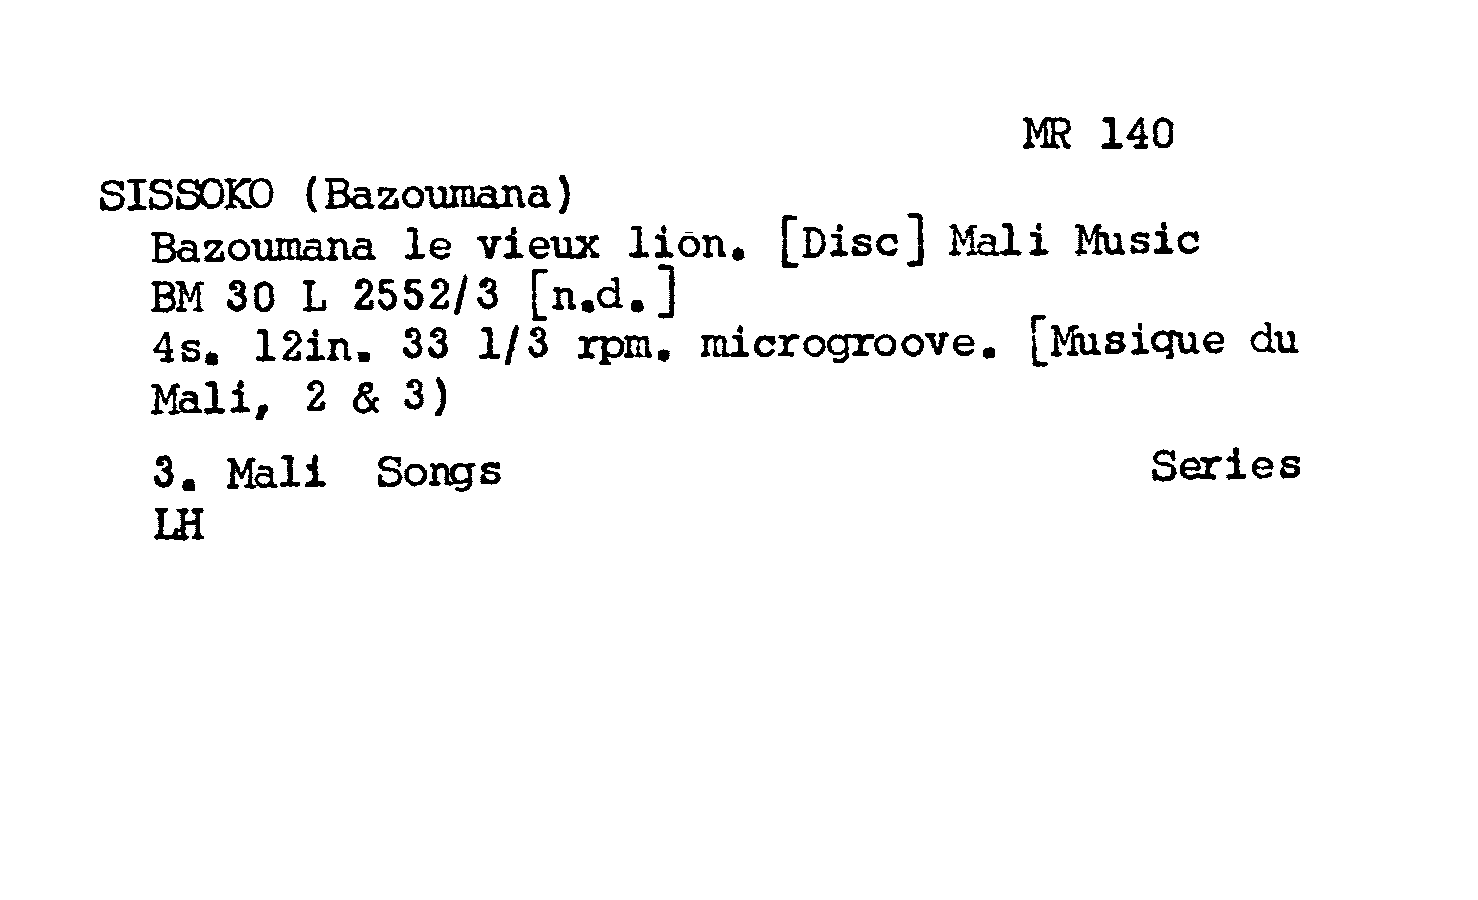 MR 140
SISSOKO (Bazoumana)
Bazoumana le vieux lion. [Disc] Mali Music
BM 30 L 2552/3 [n.d.]
4s. 12in. 33 1/3 rpm. microgroove. [Musique du
Mali, 2 & 3)
3. Mali Songs Series
LH